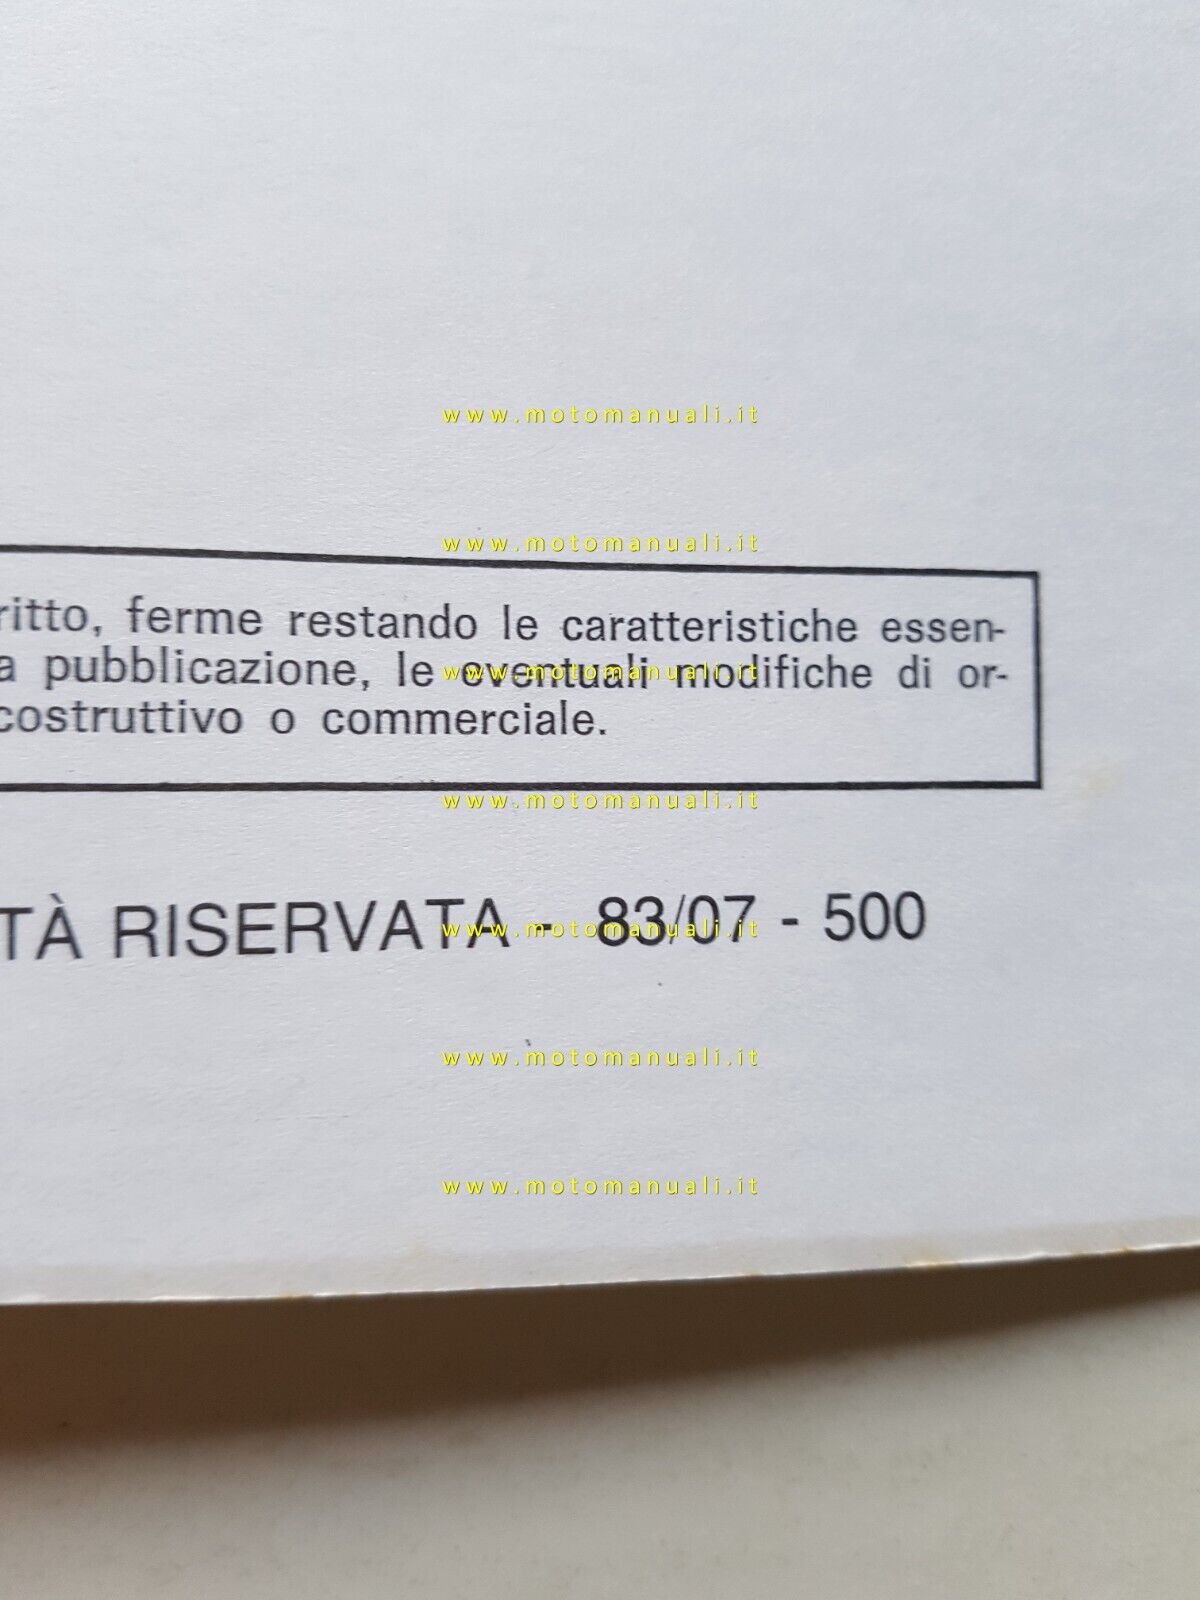 www.motomanuali.it
www.motomanuali.it
ritto, ferme restando le caratteristiche essen-
a pubblicazione, le eventuali modifiche di or-
www.motomanuali.it
costruttivo o commerciale.
www.motomanuali.it
TÀ RISERVATA - 83/07 - 500
www.motomanuali.it
www.motomanuali.it
www.motomanuali.it